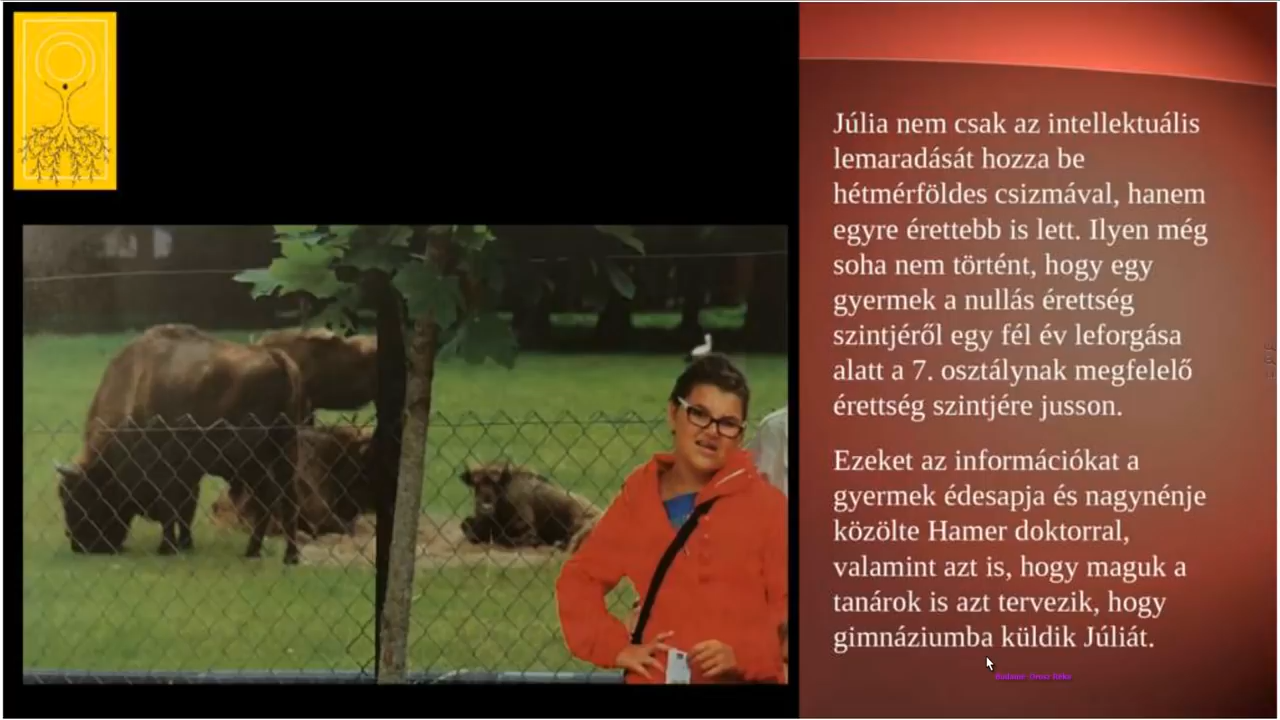 Júlia nem csak az intellektuális
lemaradását hozza be
hétmérföldes csizmával, hanem
egyre érettebb is lett. Ilyen még
soha nem történt, hogy egy
gyermek a nullás érettség
szintjéről egy fél év leforgása
alatt a 7. osztálynak megfelelő
érettség szintjére jusson.
Ezeket az információkat a
gyermek édesapja és nagynénje
közölte Hamer doktorral,
valamint azt is, hogy maguk a
tanárok is azt tervezik, hogy
gimnáziumba küldik Júliát.